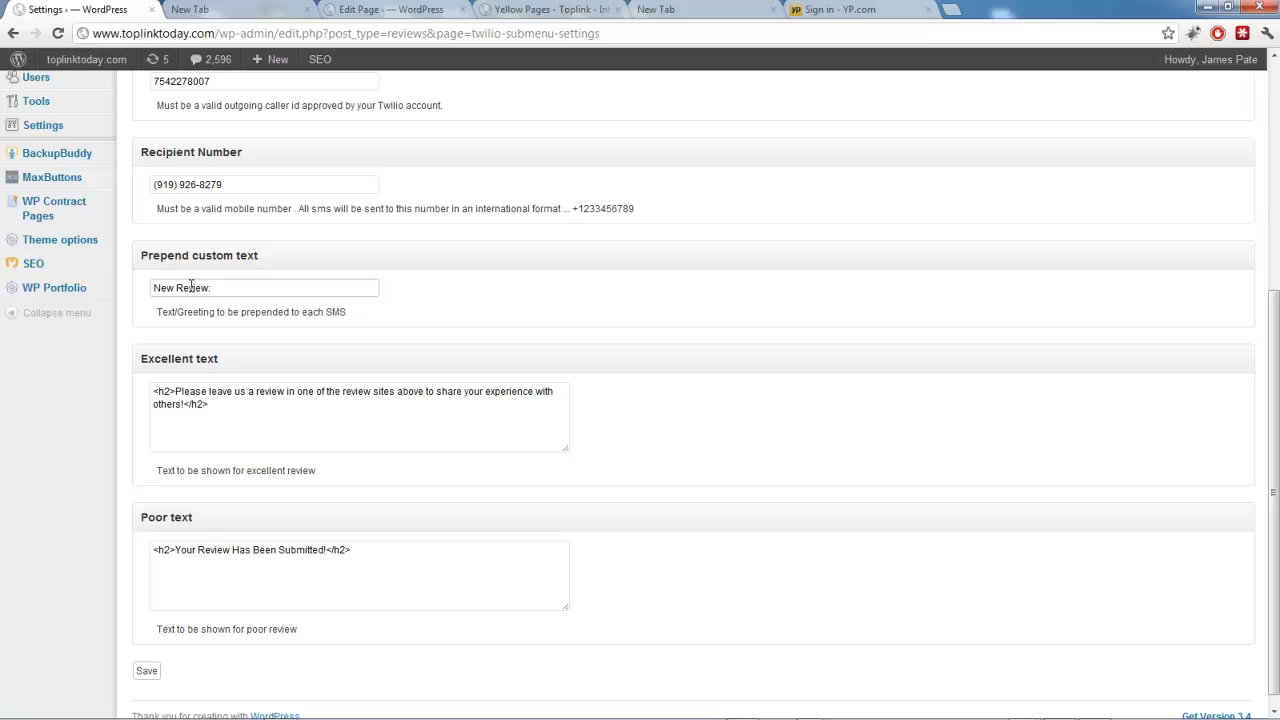 Settings ‹ — WordPress
New Tab
Edit Page ‹ — WordPress
Yellow Pages - Toplink - Int
New Tab
Sign in - YP.com
www.toplinktoday.com/wp-admin/edit.php?post_type=reviews&page=twilio-submenu-settings
toplinktoday.com
5
2,596
+ New
SEO
Howdy, James Pate
Users
Tools
Settings
BackupBuddy
MaxButtons
WP Contract
Pages
Theme options
SEO
WP Portfolio
Collapse menu
7542278007
Must be a valid outgoing caller id approved by your Twilio account.
Recipient Number
(919) 926-8279
Must be a valid mobile number . All sms will be sent to this number in an international format ... +1233456789
Prepend custom text
New Review:
Text/Greeting to be prepended to each SMS
Excellent text
<h2>Please leave us a review in one of the review sites above to share your experience with
others!</h2>
Text to be shown for excellent review
Poor text
<h2>Your Review Has Been Submitted!</h2>
Text to be shown for poor review
Save
Thank you for creating with WordPress
Get Version 3.4